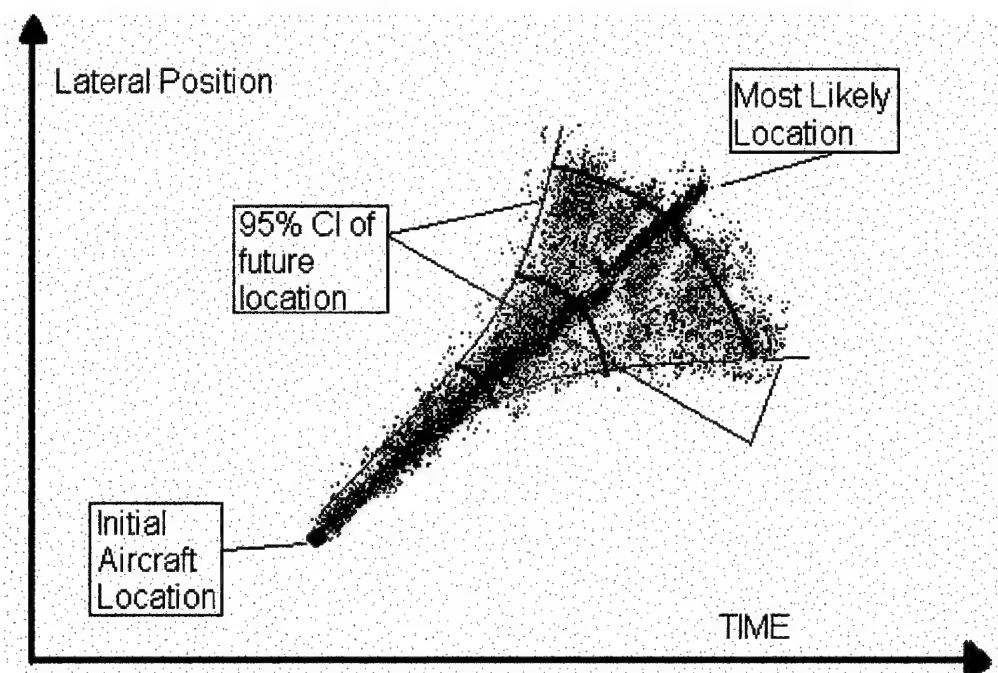 Lateral Position
Most Likely
Location
95% CI of
future
location
Initial
Aircraft
Location
TIME